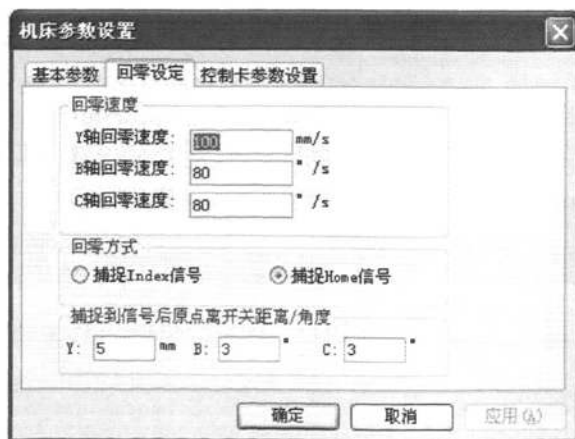 机床参数设置
基本参数 回零设定 控制卡参数设置
回零速度
Y轴回零速度: 100 mm/s
B轴回零速度: 80 ° /s
C轴回零速度: 80 ° /s
回零方式
捕捉Index信号 捕捉Home信号
捕捉到信号后原点离开关距离/角度
Y: 5 mm B: 3 ° C: 3 °
确定 取消 应用(A)